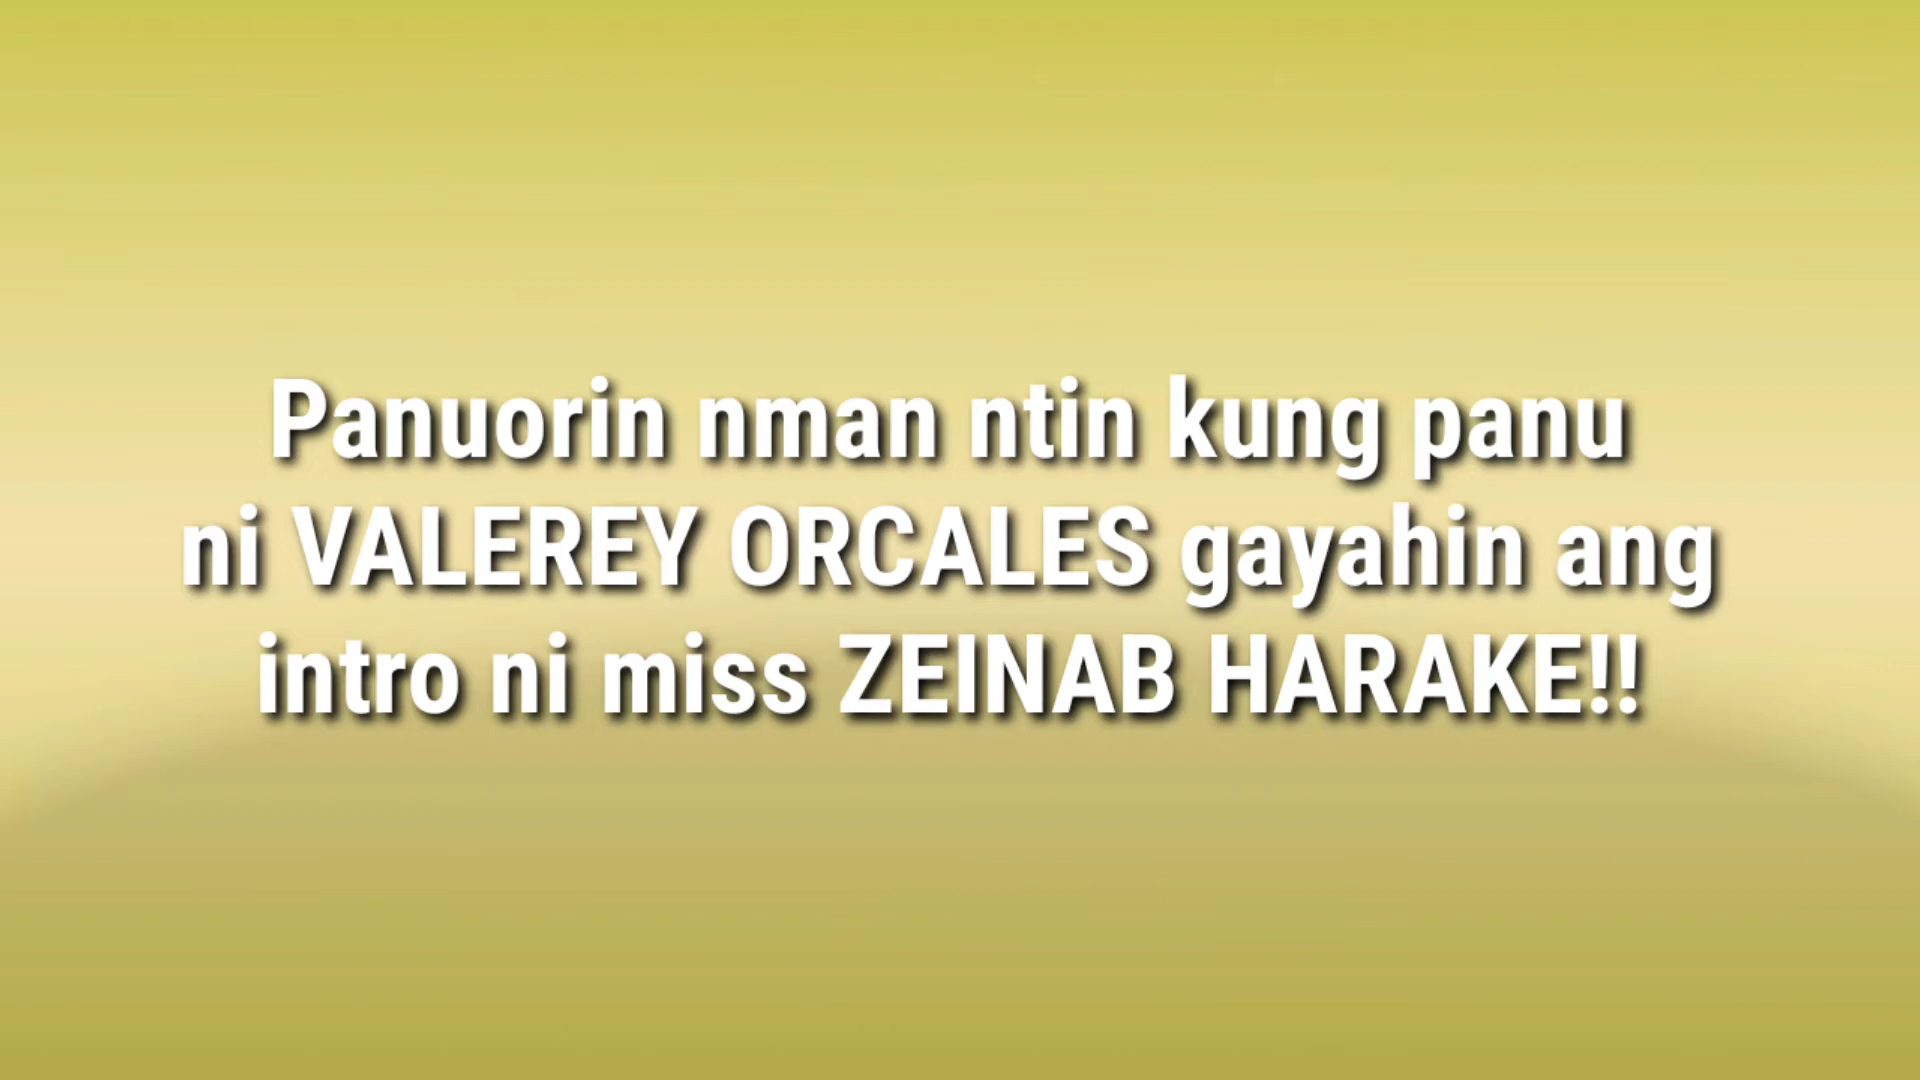 Panuorin nman ntin kung panu
ni VALEREY ORCALES gayahin ang
intro ni miss ZEINAB HARAKE!!